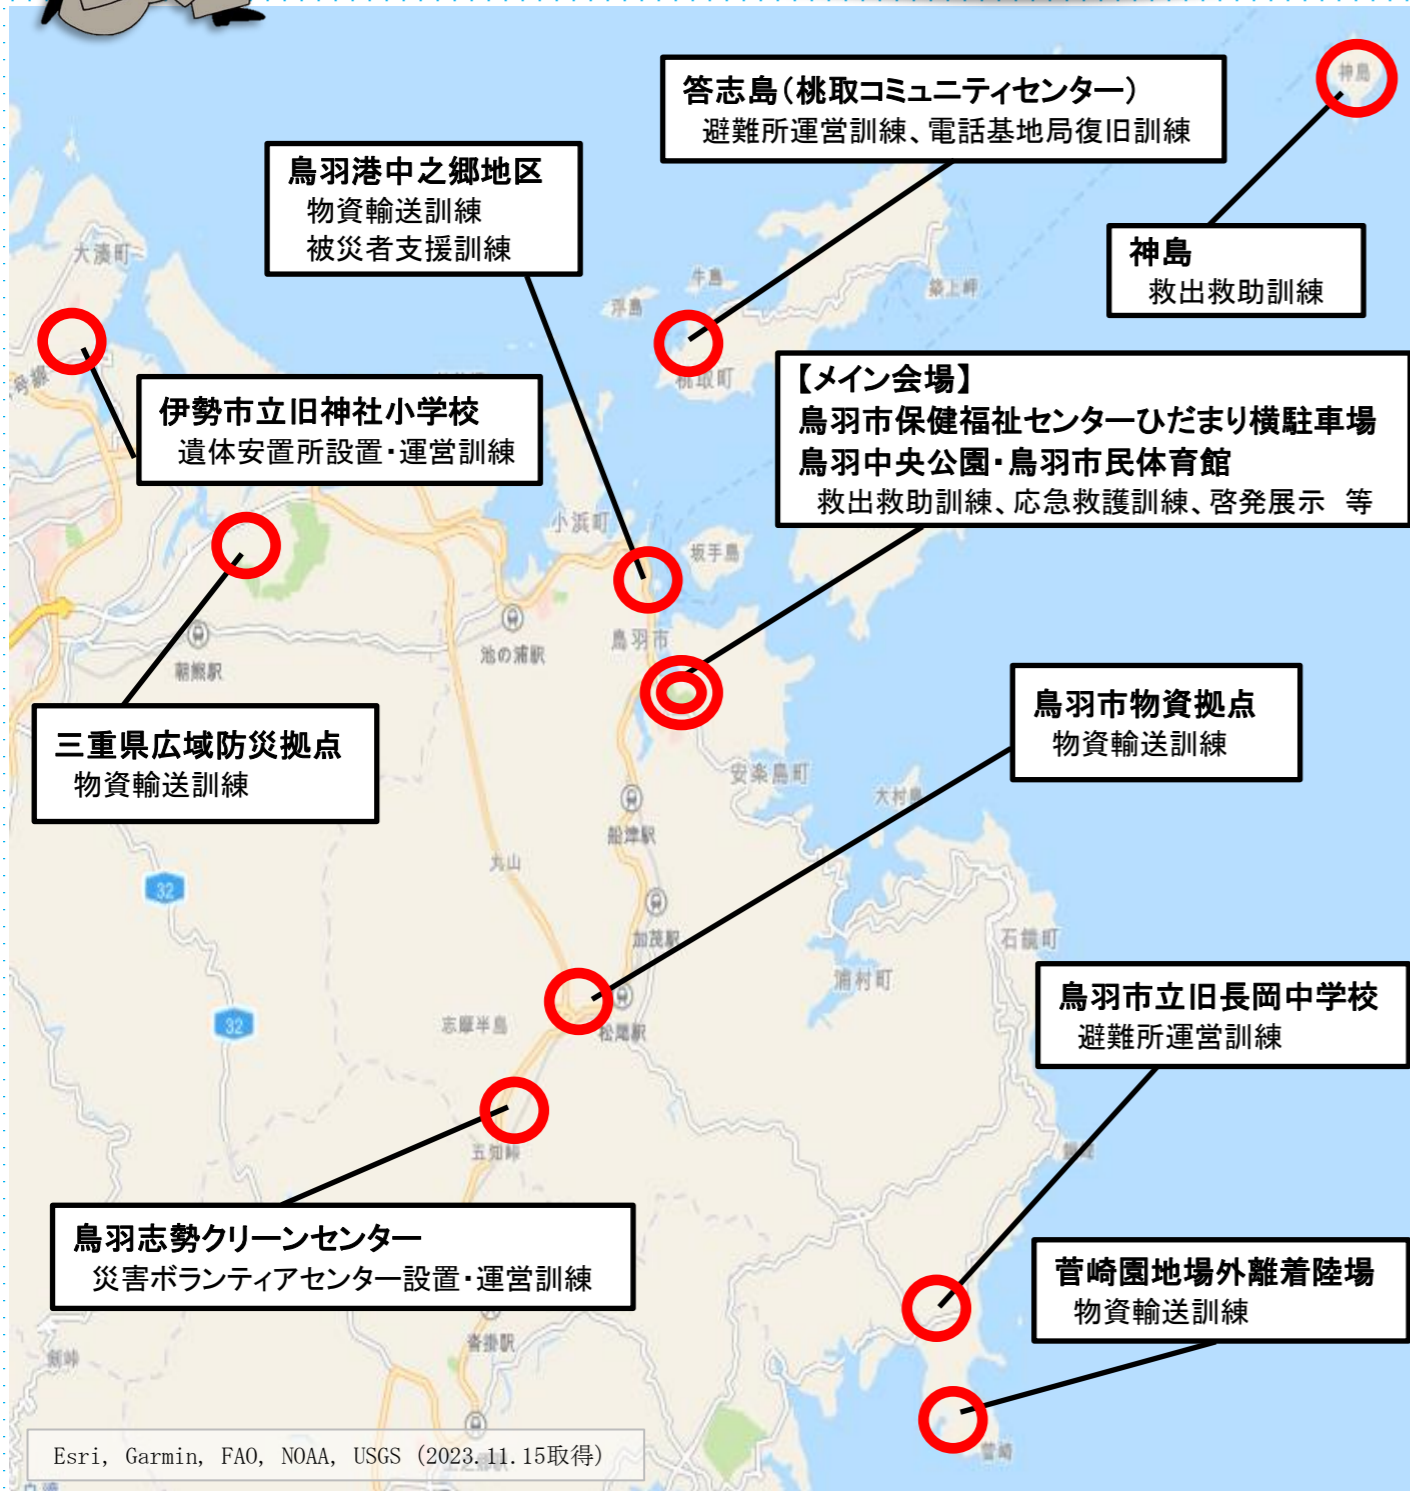 神島
答志島(桃取コミュニティセンター)
避難所運営訓練、電話基地局復旧訓練
鳥羽港中之郷地区
物資輸送訓練
被災者支援訓練
神島
救出救助訓練
大湊町
牛島
浮島
築上岬
桃取町
【メイン会場】
鳥羽市保健福祉センターひだまり横駐車場
鳥羽中央公園・鳥羽市民体育館
救出救助訓練、応急救護訓練、啓発展示 等
伊勢市立旧神社小学校
遺体安置所設置・運営訓練
小浜町
坂手島
鳥羽市
池の浦駅
朝熊駅
三重県広域防災拠点
物資輸送訓練
鳥羽市物資拠点
物資輸送訓練
安楽島町
大村島
船津駅
丸山
32
加茂駅
石鏡町
浦村町
志摩半島
松尾駅
32
鳥羽市立旧長岡中学校
避難所運営訓練
五知峠
鳥羽志勢クリーンセンター
災害ボランティアセンター設置・運営訓練
菅崎園地場外離着陸場
物資輸送訓練
沓掛駅
剣峠
菅崎
Esri, Garmin, FAO, NOAA, USGS (2023.11.15取得)